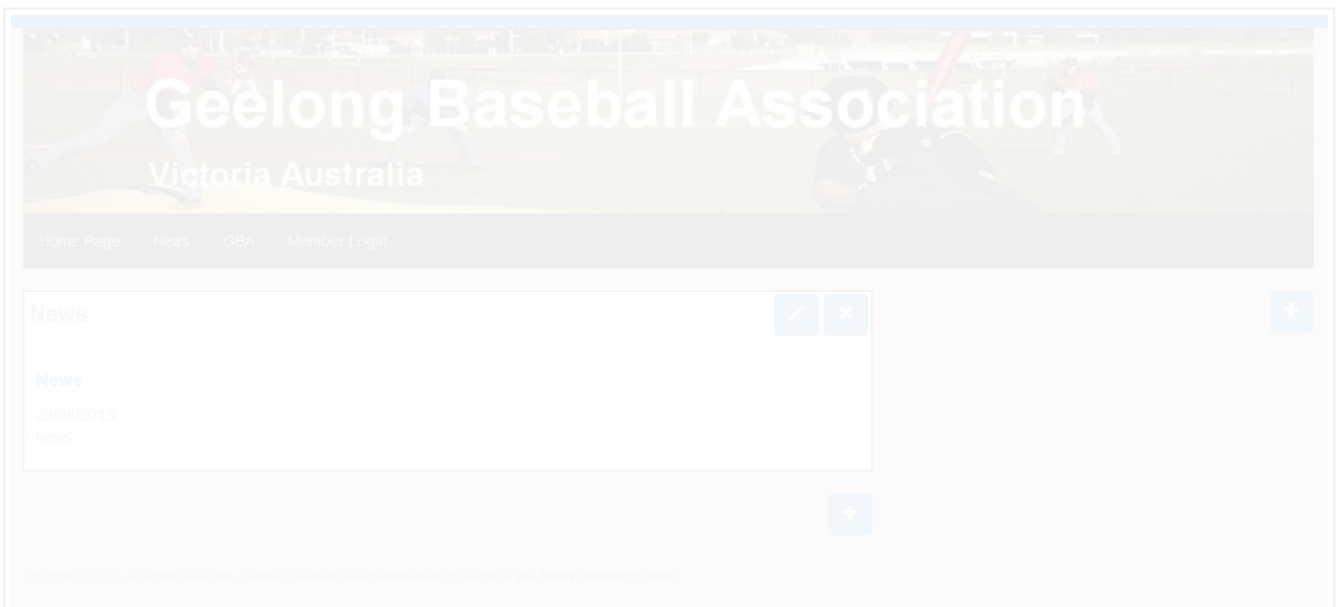 Geelong Baseball Association
Victoria Australia
Home Page News GBA Member Login
News
News
23/08/2013
News